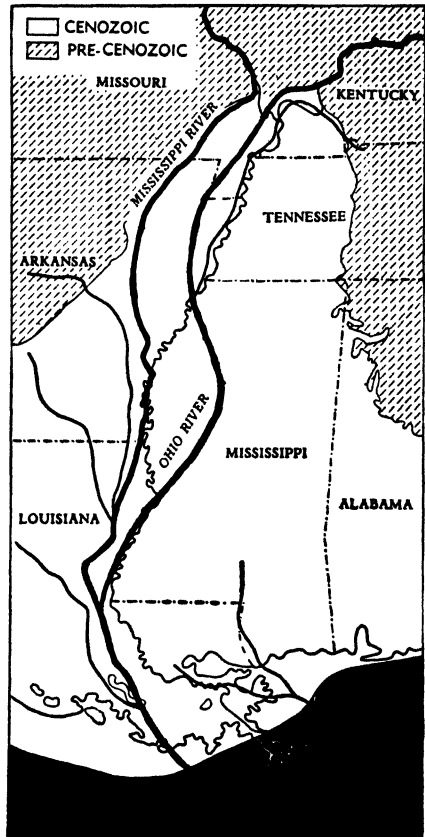 CENOZOIC
PRE-CENOZOIC
MISSOURI
KENTUCKY
MISSISSIPPI RIVER
TENNESSEE
ARKANSAS
OHIO RIVER
MISSISSIPPI
LOUISIANA
ALABAMA